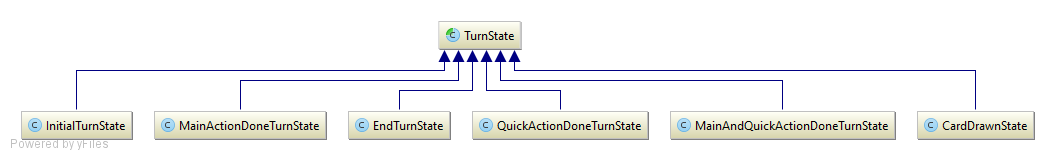 TurnState
InitialTurnState MainActionDoneTurnState EndTurnState QuickActionDoneTurnState MainAndQuickActionDoneTurnState CardDrawnState
Powered by yFiles